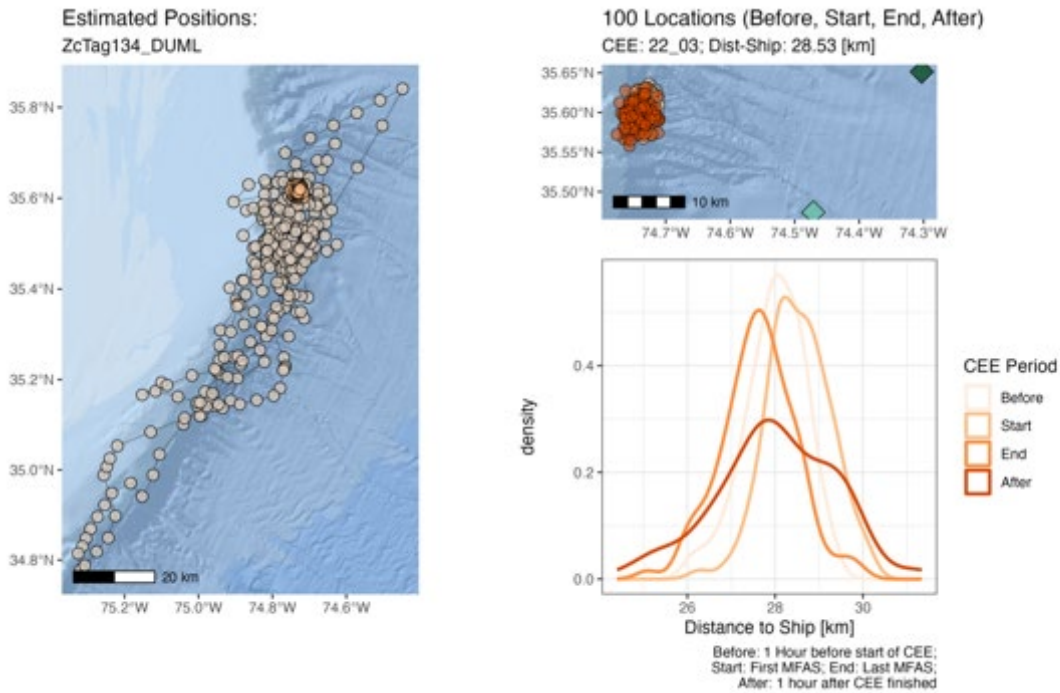 Estimated Positions:
ZcTag134_DUML
35.8°N
35.6°N
35.4°N
35.2°N
35.0°N
34.8°N
20 km
75.2°W 75.0°W 74.8°W 74.6°W
100 Locations (Before, Start, End, After)
CEE: 22_03; Dist-Ship: 28.53 [km]
35.65°N
35.60°N
35.55°N
35.50°N
10 km
74.7°W 74.6°W 74.5°W 74.4°W 74.3°W
density
0.4
0.2
0.0
26 28 30
Distance to Ship [km]
CEE Period
Before
Start
End
After
Before: 1 Hour before start of CEE;
Start: First MFAS; End: Last MFAS;
After: 1 hour after CEE finished